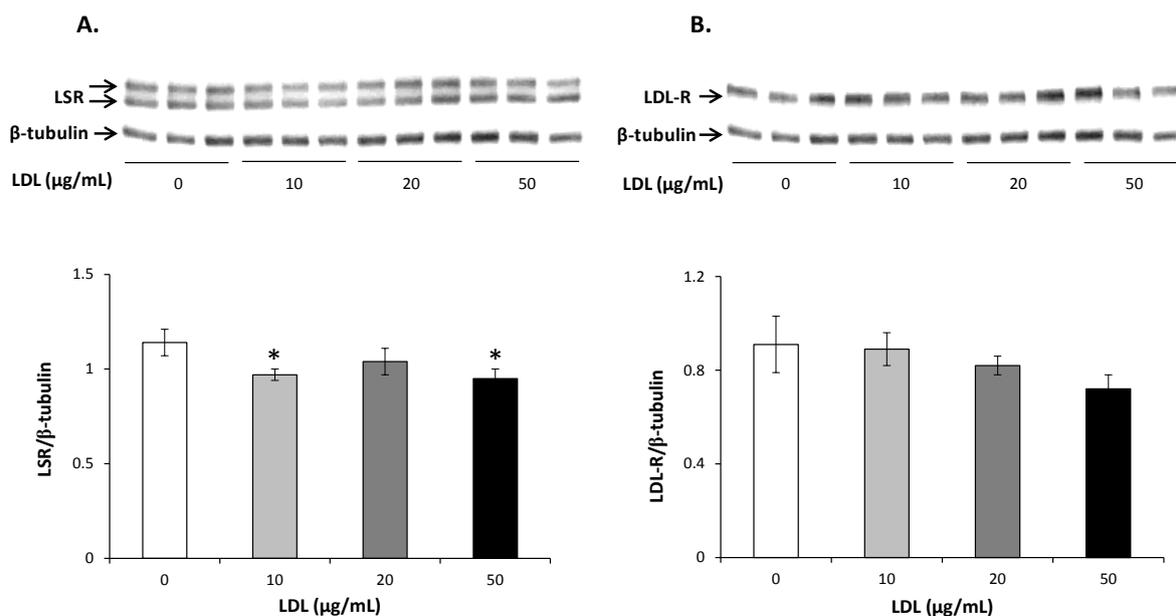 A.
LSR
β-tubulin
LDL (µg/mL)
0 10 20 50
1.5
1
0.5
0
LSR/β-tubulin
* *
0 10 20 50
LDL (µg/mL)
B.
LDL-R
β-tubulin
LDL (µg/mL)
0 10 20 50
1.2
0.8
0.4
0
LDL-R/β-tubulin
0 10 20 50
LDL (µg/mL)